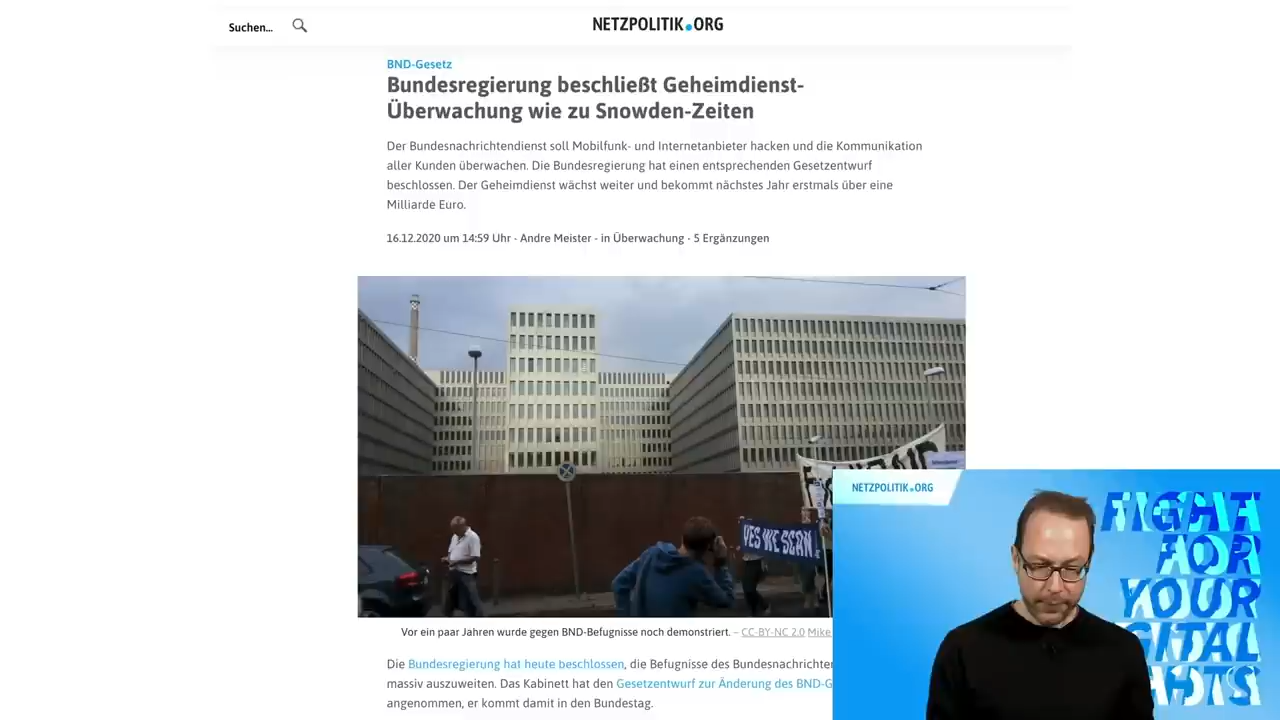 Suchen...
NETZPOLITIK.ORG
BND-Gesetz
Bundesregierung beschließt Geheimdienst-
Überwachung wie zu Snowden-Zeiten
Der Bundesnachrichtendienst soll Mobilfunk- und Internetanbieter hacken und die Kommunikation
aller Kunden überwachen. Die Bundesregierung hat einen entsprechenden Gesetzentwurf
beschlossen. Der Geheimdienst wächst weiter und bekommt nächstes Jahr erstmals über eine
Milliarde Euro.
16.12.2020 um 14:59 Uhr - Andre Meister - in Überwachung - 5 Ergänzungen
YES WE SCAN
Vor ein paar Jahren wurde gegen BND-Befugnisse noch demonstriert. – CC-BY-NC 2.0 Mike
Die Bundesregierung hat heute beschlossen, die Befugnisse des Bundesnachrichten
massiv auszuweiten. Das Kabinett hat den Gesetzentwurf zur Änderung des BND-G
angenommen, er kommt damit in den Bundestag.
NETZPOLITIK.ORG
FIGHT
FOR
YOUR
IGITAL
GHTS